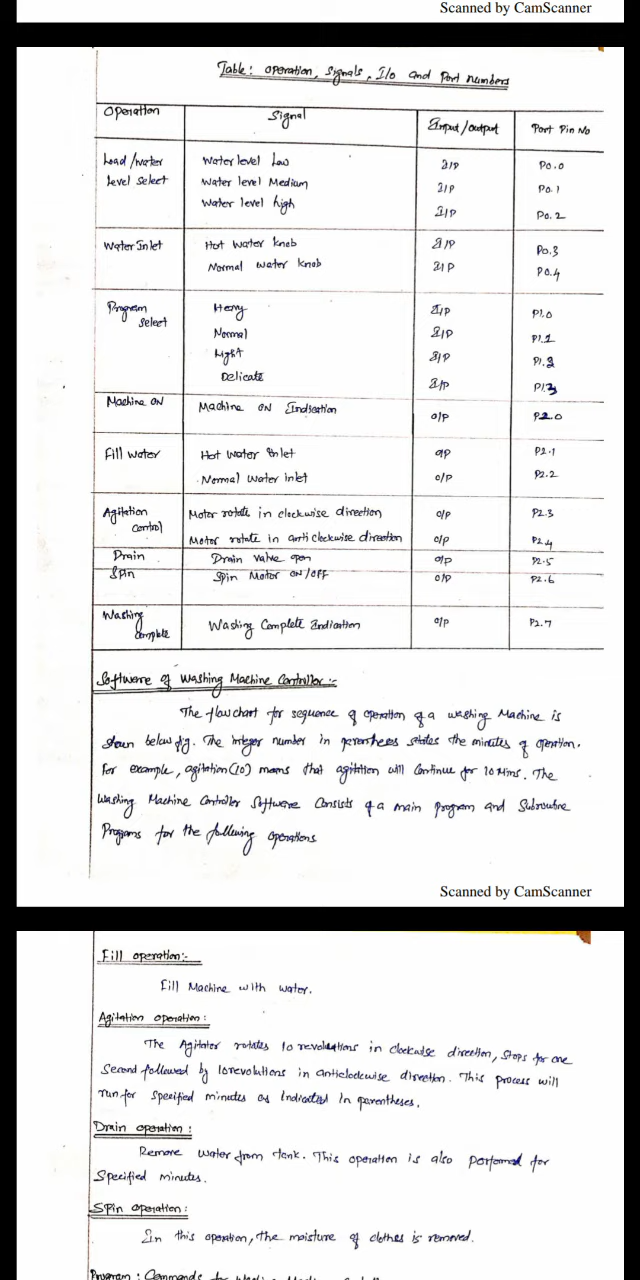 Scanned by CamScanner
Table: operation, signals, I/o and Port numbers
Operation Signal Input/output Port Pin No
Load/water Water level Low I/P P0.0
level select Water level Medium I/P P0.1
Water level high I/P P0.2
Water Inlet Hot water knob I/P P0.3
Normal water knob I/P P0.4
Program Heavy I/P P1.0
select Normal I/P P1.1
Light I/P P1.2
Delicate I/P P1.3
Machine ON Machine ON Indication o/p P2.0
Fill water Hot water Inlet o/p P2.1
Normal water inlet o/p P2.2
Agitation Motor rotate in clockwise direction o/p P2.3
control Motor rotate in anti clockwise direction o/p P2.4
Drain Drain valve open o/p P2.5
Spin Spin Motor ON/OFF o/p P2.6
Washing Washing Complete Indication o/p P2.7
Complete
Software of Washing Machine Controller:-
The flowchart for sequence of operation of a washing Machine is
shown below fig. The integer number in parentheses states the minutes of operation.
For example, agitation(10) means that agitation will continue for 10 Mins. The
Washing Machine Controller Software Consists of a main program and Subroutine
Programs for the following operations
Scanned by CamScanner
Fill operation:-
Fill Machine with water.
Agitation operation:
The Agitator rotates 10 revolutions in clockwise direction, stops for one
Second followed by 10 revolutions in anticlockwise direction. This process will
run for specified minutes as Indicated in parentheses.
Drain operation:
Remove water from tank. This operation is also performed for
Specified minutes.
Spin operation:
In this operation, the moisture of clothes is removed.
Program: Commands